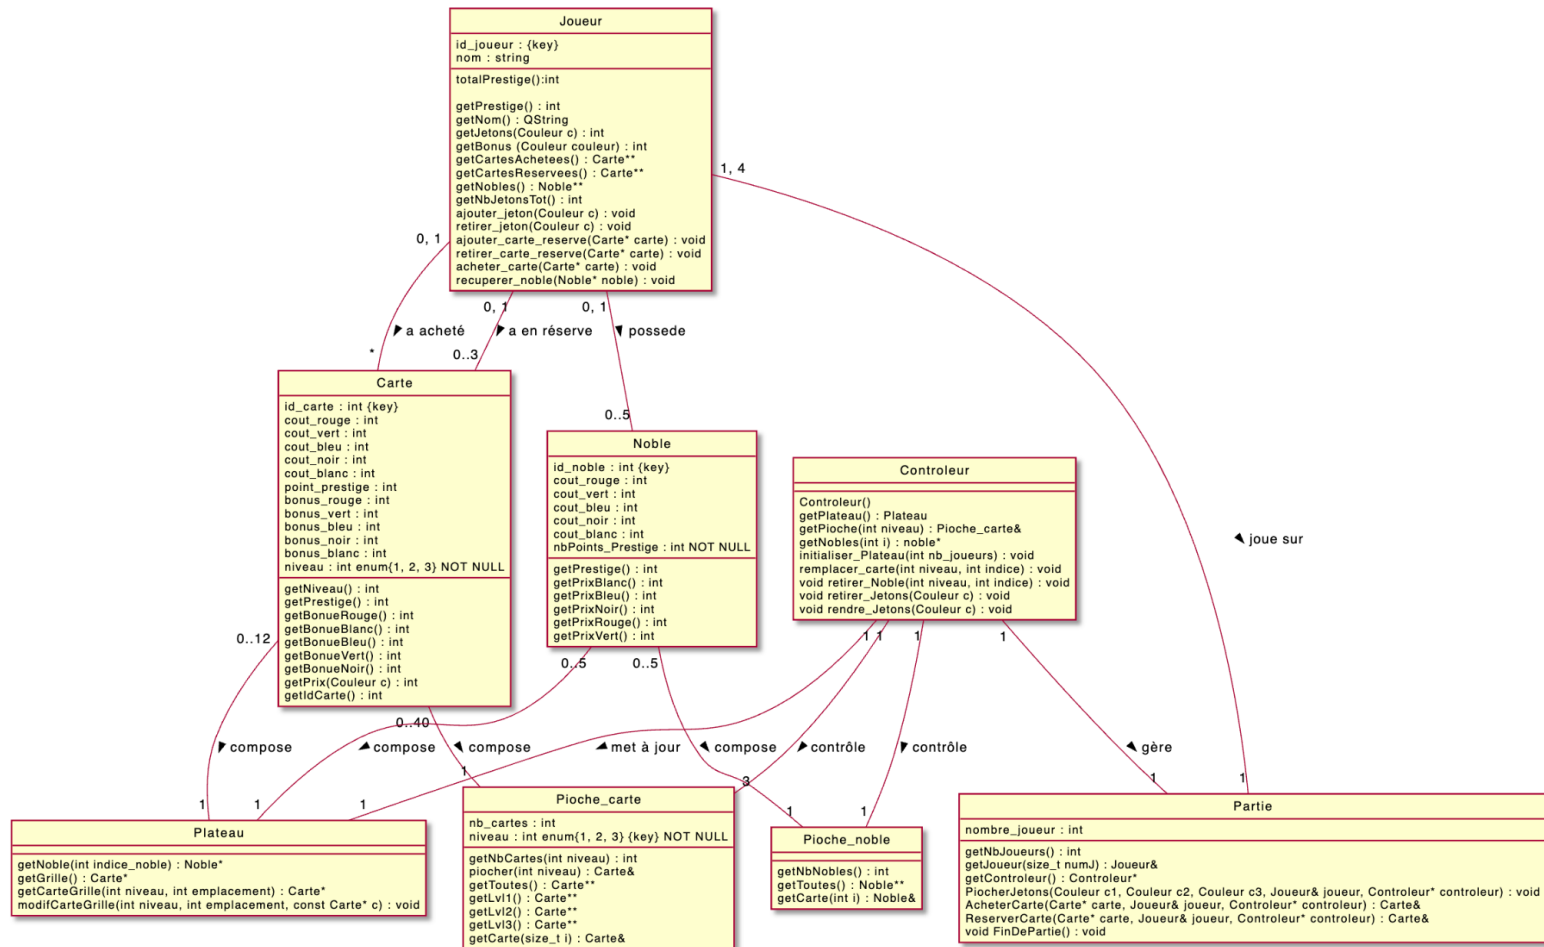 Joueur
id_joueur : {key}
nom : string
totalPrestige():int
getPrestige() : int
getNom() : QString
getJetons(Couleur c) : int
getBonus (Couleur couleur) : int
getCartesAchetees() : Carte**
getCartesReservees() : Carte**
getNobles() : Noble**
getNbJetonsTot() : int
ajouter_jeton(Couleur c) : void
retirer_jeton(Couleur c) : void
ajouter_carte_reserve(Carte* carte) : void
retirer_carte_reserve(Carte* carte) : void
acheter_carte(Carte* carte) : void
recuperer_noble(Noble* noble) : void
1, 4
0, 1
0, 1
0, 1
a acheté
a en réserve
possede
*
0..3
0..5
joue sur
Carte
id_carte : int {key}
cout_rouge : int
cout_vert : int
cout_bleu : int
cout_noir : int
cout_blanc : int
point_prestige : int
bonus_rouge : int
bonus_vert : int
bonus_bleu : int
bonus_noir : int
bonus_blanc : int
niveau : int enum{1, 2, 3} NOT NULL
getNiveau() : int
getPrestige() : int
getBonueRouge() : int
getBonueBlanc() : int
getBonueBleu() : int
getBonueVert() : int
getBonueNoir() : int
getPrix(Couleur c) : int
getIdCarte() : int
Noble
id_noble : int {key}
cout_rouge : int
cout_vert : int
cout_bleu : int
cout_noir : int
cout_blanc : int
nbPoints_Prestige : int NOT NULL
getPrestige() : int
getPrixBlanc() : int
getPrixBleu() : int
getPrixNoir() : int
getPrixRouge() : int
getPrixVert() : int
Controleur
Controleur()
getPlateau() : Plateau
getPioche(int niveau) : Pioche_carte&
getNobles(int i) : noble*
initialiser_Plateau(int nb_joueurs) : void
remplacer_carte(int niveau, int indice) : void
void retirer_Noble(int niveau, int indice) : void
void retirer_Jetons(Couleur c) : void
void rendre_Jetons(Couleur c) : void
0..12
0..5
0..5
1
1
1
1
0..40
compose
compose
compose
met à jour
compose
contrôle
contrôle
gère
1
1
1
1
3
1
1
1
1
Plateau
getNoble(int indice_noble) : Noble*
getGrille() : Carte*
getCarteGrille(int niveau, int emplacement) : Carte*
modifCarteGrille(int niveau, int emplacement, const Carte* c) : void
Pioche_carte
nb_cartes : int
niveau : int enum{1, 2, 3} {key} NOT NULL
getNbCartes(int niveau) : int
piocher(int niveau) : Carte&
getToutes() : Carte**
getLvl1() : Carte**
getLvl2() : Carte**
getLvl3() : Carte**
getCarte(size_t i) : Carte&
Pioche_noble
getNbNobles() : int
getToutes() : Noble**
getCarte(int i) : Noble&
Partie
nombre_joueur : int
getNbJoueurs() : int
getJoueur(size_t numJ) : Joueur&
getControleur() : Controleur*
PiocherJetons(Couleur c1, Couleur c2, Couleur c3, Joueur& joueur, Controleur* controleur) : void
AcheterCarte(Carte* carte, Joueur& joueur, Controleur* controleur) : Carte&
ReserverCarte(Carte* carte, Joueur& joueur, Controleur* controleur) : Carte&
void FinDePartie() : void